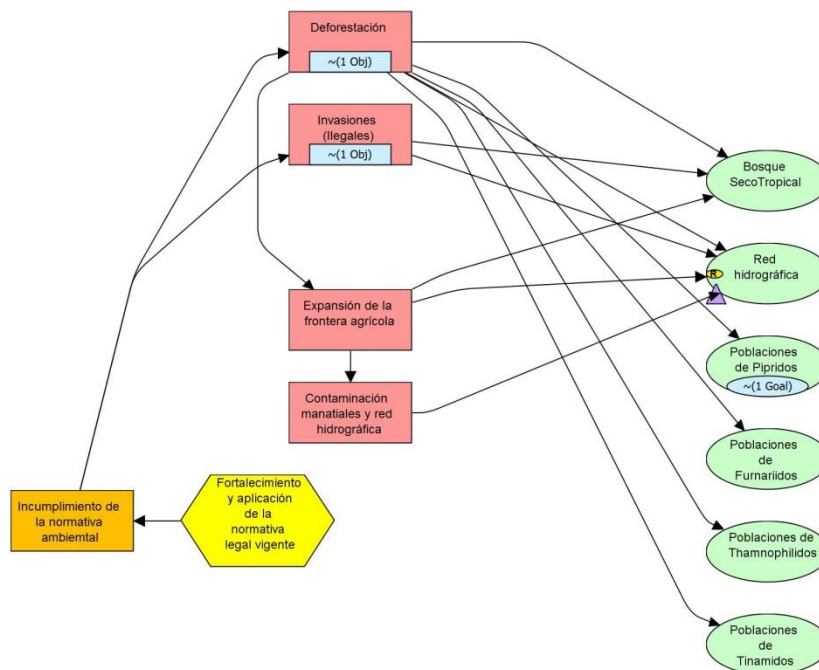 Deforestación
~(1 Obj)
Invasiones
(Ilegales)
~(1 Obj)
Bosque
SecoTropical
Red
hidrográfica
R
Expansión de la
frontera agrícola
Poblaciones
de Pipridos
~(1 Goal)
Contaminación
manatiales y red
hidrográfica
Poblaciones
de
Furnariidos
Fortalecimiento
y aplicación
de la
normativa
legal vigente
Incumplimiento de
la normativa
ambiemtal
Poblaciones de
Thamnophilidos
Poblaciones
de
Tinamidos